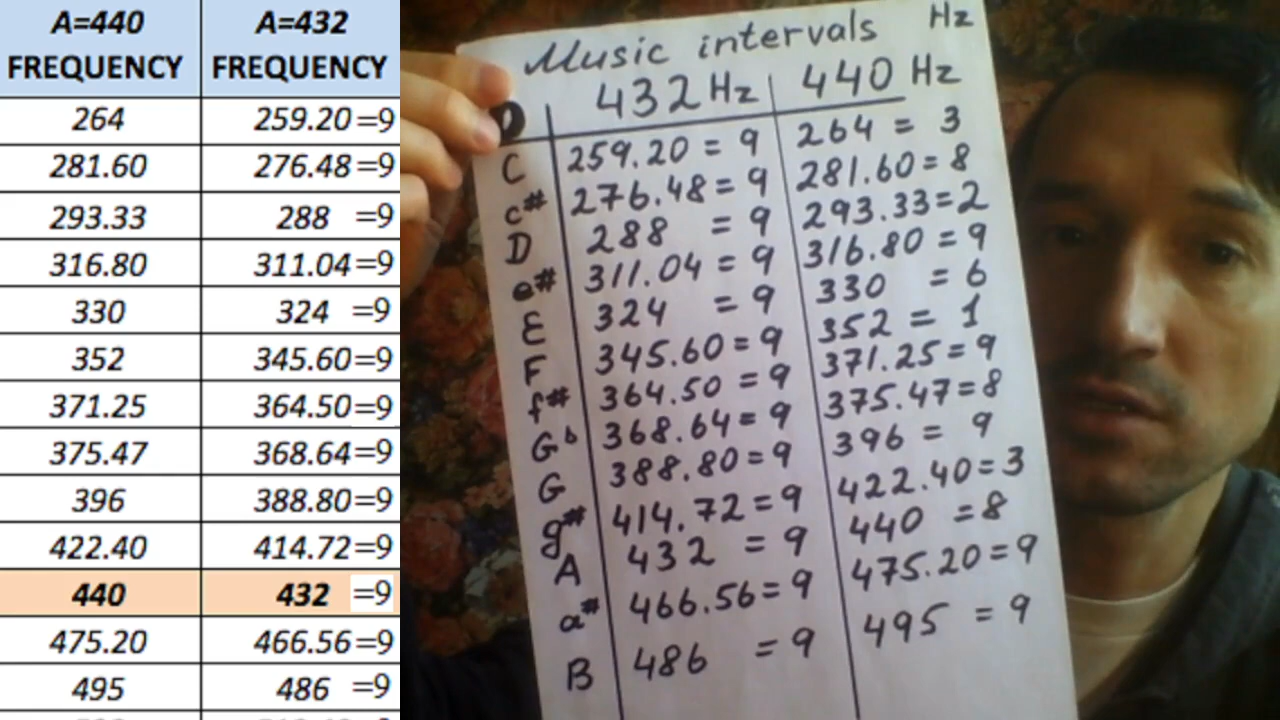 A=440 A=432
FREQUENCY FREQUENCY
264 259.20 =9
281.60 276.48=9
293.33 288 =9
316.80 311.04=9
330 324 =9
352 345.60=9
371.25 364.50=9
375.47 368.64=9
396 388.80=9
422.40 414.72=9
440 432 =9
475.20 466.56=9
495 486 =9
Music intervals Hz
432 Hz 440 Hz
C 259.20 = 9 264 = 3
c# 276.48 = 9 281.60 = 8
D 288 = 9 293.33 = 2
e# 311.04 = 9 316.80 = 9
E 324 = 9 330 = 6
F 345.60 = 9 352 = 1
f# 364.50 = 9 371.25 = 9
Gb 368.64 = 9 375.47 = 8
G 388.80 = 9 396 = 9
g# 414.72 = 9 422.40 = 3
A 432 = 9 440 = 8
a# 466.56 = 9 475.20 = 9
B 486 = 9 495 = 9